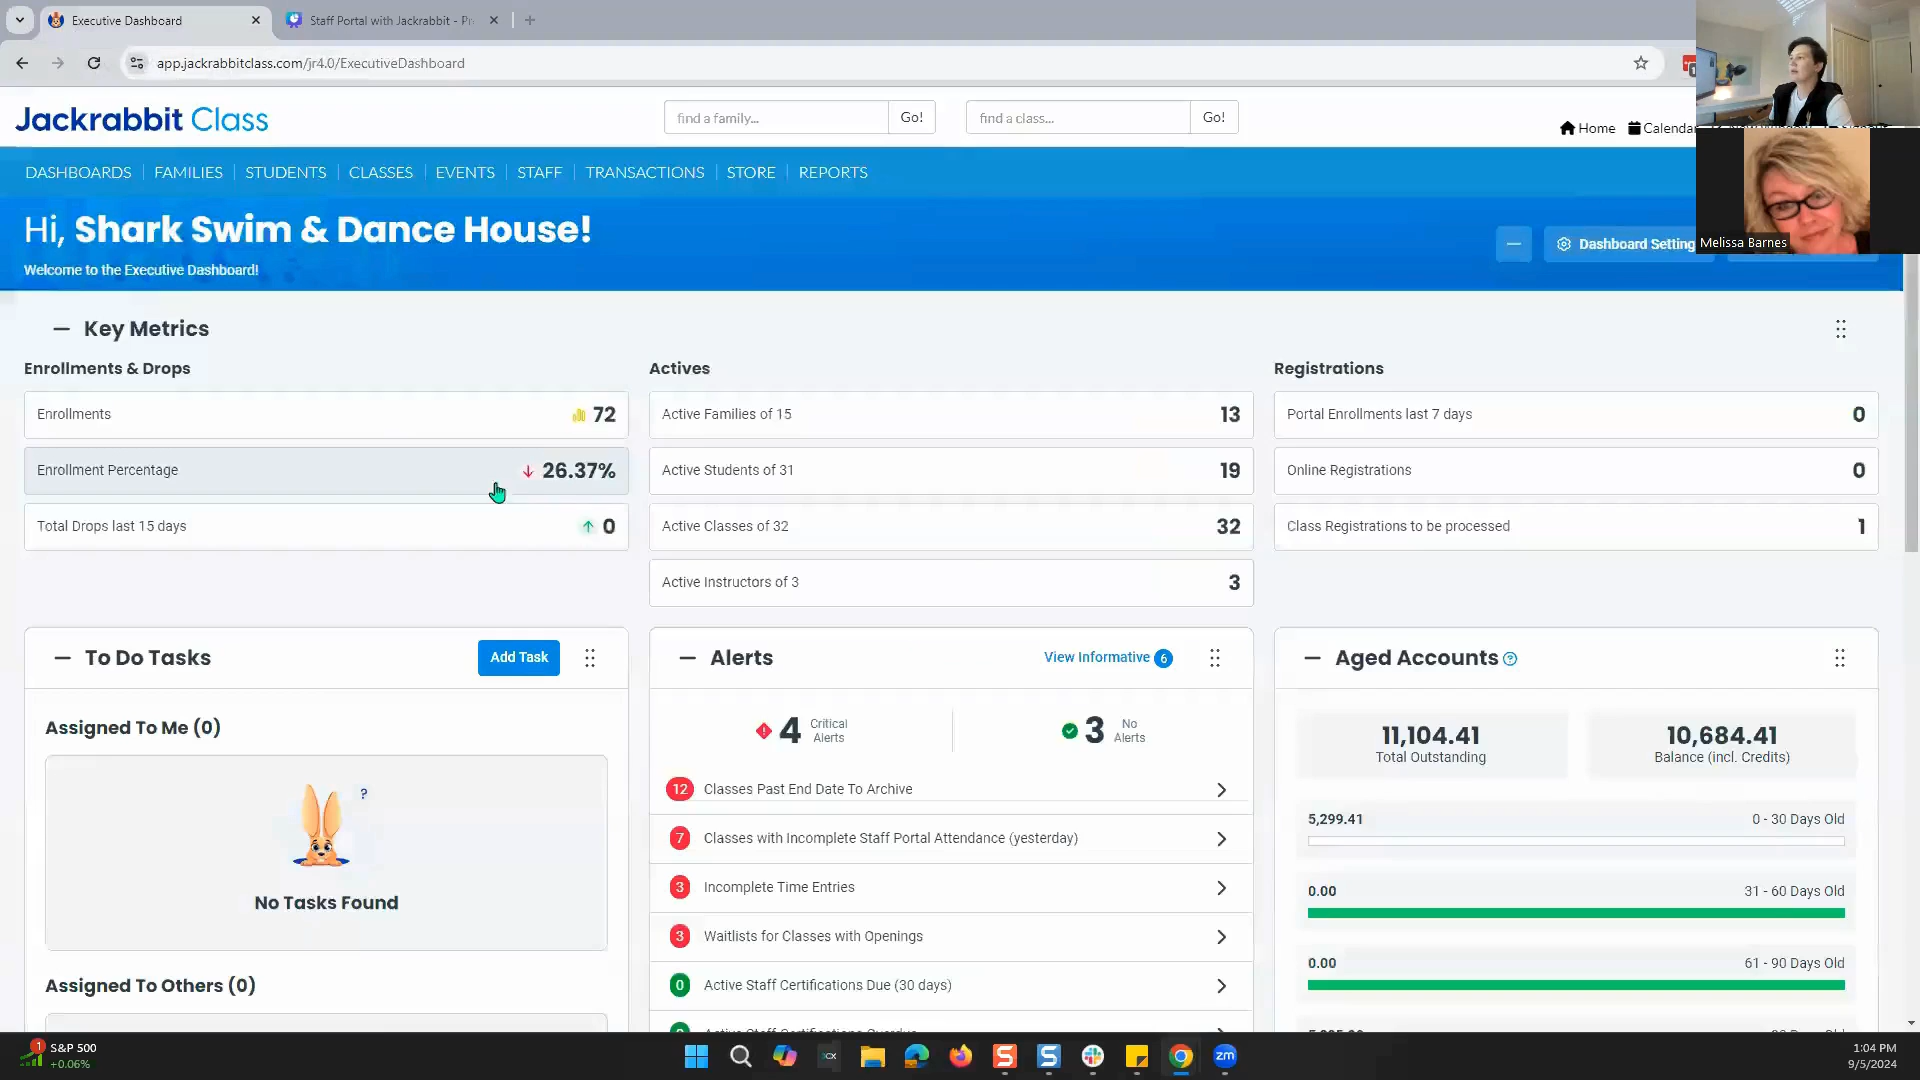 Executive Dashboard
Staff Portal with Jackrabbit - Pr
app.jackrabbitclass.com/jr4.0/ExecutiveDashboard
Jackrabbit Class
find a family...
Go!
find a class...
Go!
Home
Calendar
DASHBOARDS
FAMILIES
STUDENTS
CLASSES
EVENTS
STAFF
TRANSACTIONS
STORE
REPORTS
Hi, Shark Swim & Dance House!
Welcome to the Executive Dashboard!
Dashboard Setting
Melissa Barnes
Key Metrics
Enrollments & Drops
Enrollments 72
Enrollment Percentage 26.37%
Total Drops last 15 days 0
Actives
Active Families of 15 13
Active Students of 31 19
Active Classes of 32 32
Active Instructors of 3 3
Registrations
Portal Enrollments last 7 days 0
Online Registrations 0
Class Registrations to be processed 1
To Do Tasks
Add Task
Assigned To Me (0)
?
No Tasks Found
Assigned To Others (0)
Alerts
View Informative 6
4 Critical Alerts
3 No Alerts
12 Classes Past End Date To Archive
7 Classes with Incomplete Staff Portal Attendance (yesterday)
3 Incomplete Time Entries
3 Waitlists for Classes with Openings
0 Active Staff Certifications Due (30 days)
Aged Accounts
11,104.41
Total Outstanding
10,684.41
Balance (incl. Credits)
5,299.41 0 - 30 Days Old
0.00 31 - 60 Days Old
0.00 61 - 90 Days Old
1
S&P 500
+0.06%
zm
1:04 PM
9/5/2024